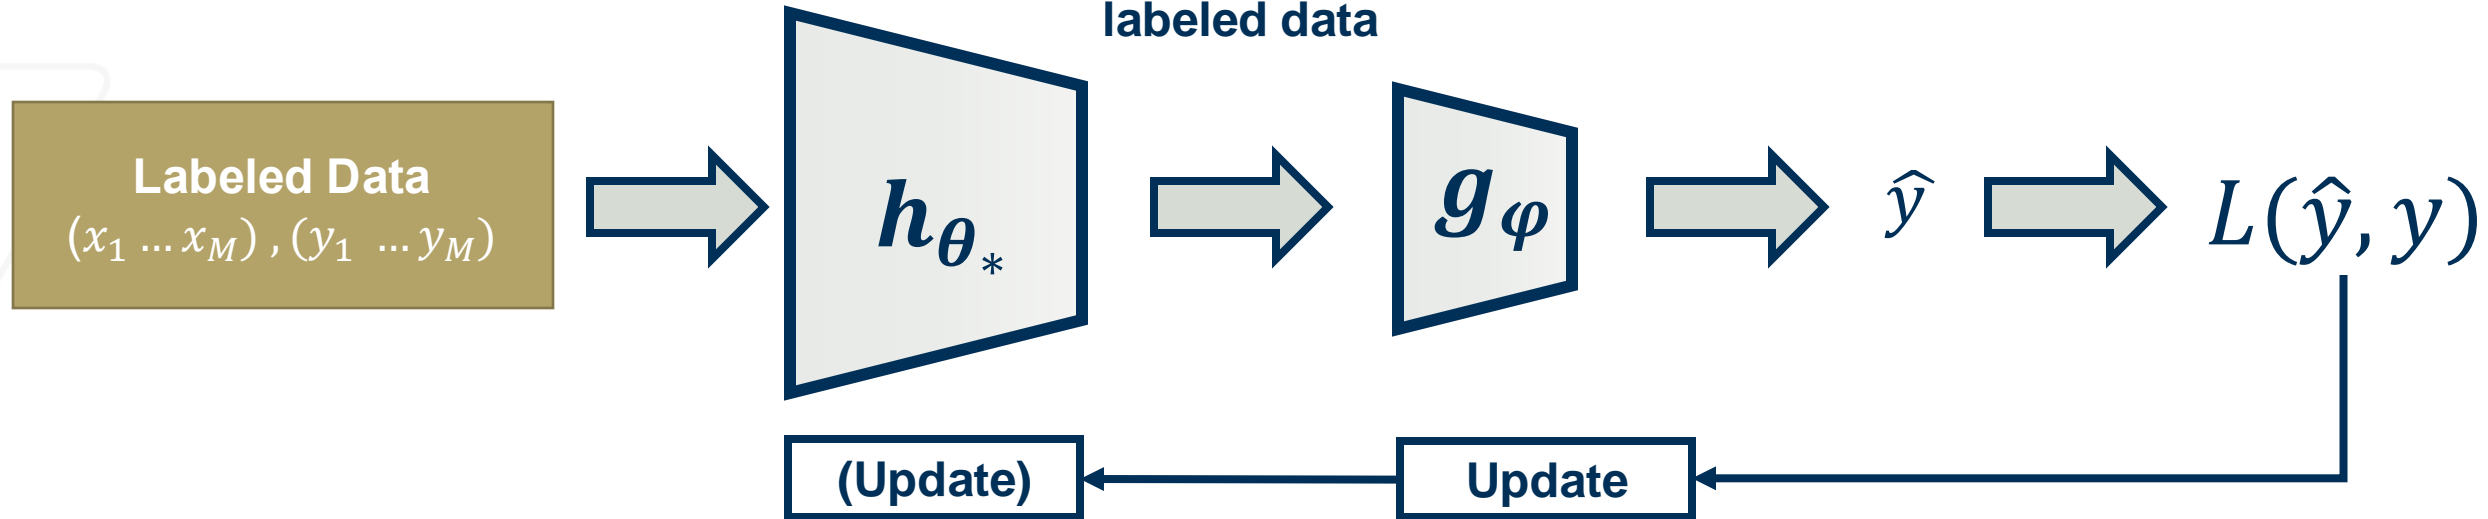 labeled data
Labeled Data
(x₁ … x_M) , (y₁ … y_M)
h_θ*
g_φ
ŷ
L(ŷ, y)
(Update)
Update